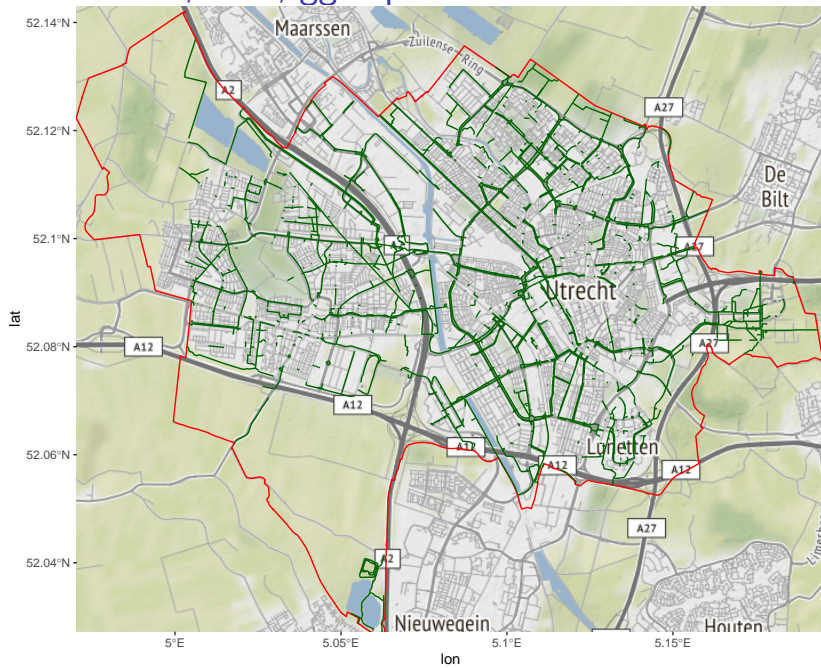 52.14°N
52.12°N
52.1°N
52.08°N
52.06°N
52.04°N
lat
5°E
5.05°E
5.1°E
5.15°E
lon
Maarssen
Zuilense Ring
A2
A27
De
Bilt
A27
Utrecht
A12
A27
A12
A12
Lunetten
A12
A12
A27
A2
Nieuwegein
Houten